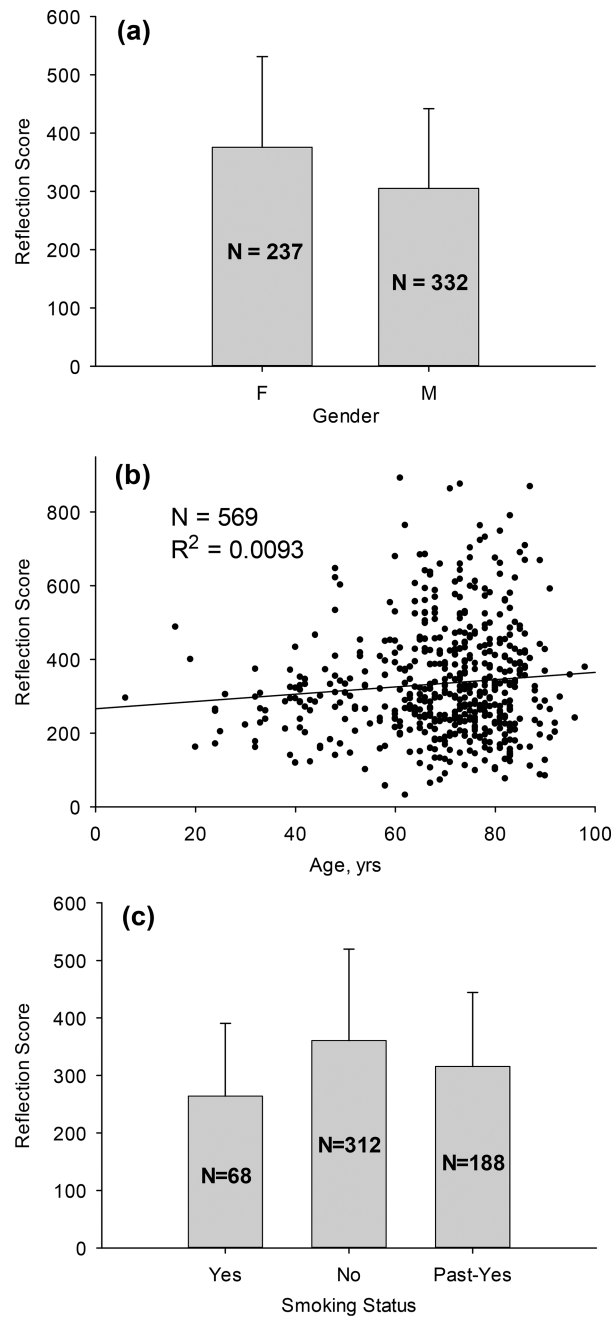 (a)
600
500
400
300
200
100
0
Reflection Score
N = 237
N = 332
F
M
Gender
(b)
N = 569
R² = 0.0093
800
600
400
200
0
Reflection Score
0 20 40 60 80 100
Age, yrs
(c)
600
500
400
300
200
100
0
Reflection Score
N=68
N=312
N=188
Yes No Past-Yes
Smoking Status